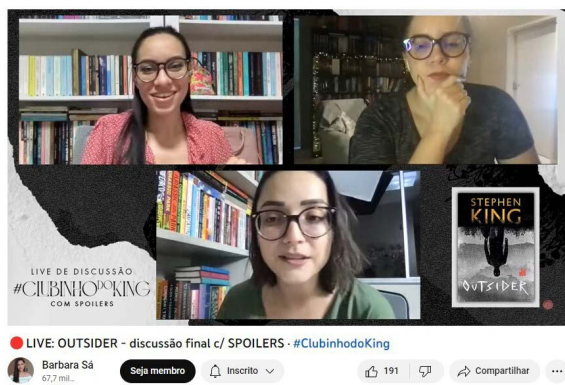 STEPHEN
KING
OUTSIDER
LIVE DE DISCUSSÃO
#CLUBINHODOKING
COM SPOILERS
LIVE: OUTSIDER - discussão final c/ SPOILERS · #ClubinhodoKing
Barbara Sá
67,7 mil...
Seja membro
Inscrito
191
Compartilhar